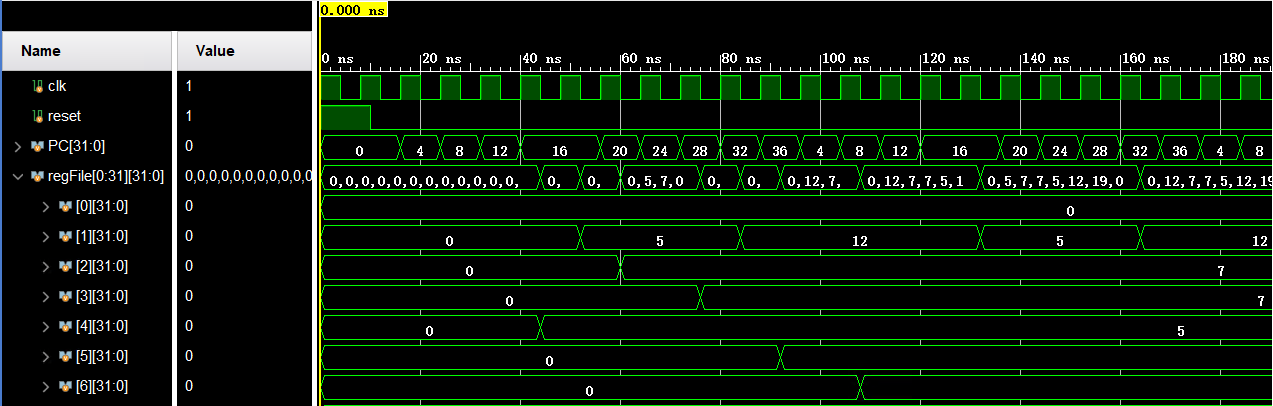 0.000 ns
Name Value
0 ns 20 ns 40 ns 60 ns 80 ns 100 ns 120 ns 140 ns 160 ns 180 ns
clk 1
reset 1
PC[31:0] 0 0 4 8 12 16 20 24 28 32 36 4 8 12 16 20 24 28 32 36 4 8
regFile[0:31][31:0] 0,0,0,0,0,0,0,0,0,0 0,0,0,0,0,0,0,0,0,0, 0, 0, 0,5,7,0 0, 0, 0,12,7, 0,12,7,7,5,1 0,5,7,7,5,12,19,0 0,12,7,7,5,12,19
[0][31:0] 0 0
[1][31:0] 0 0 5 12 5 12
[2][31:0] 0 0 7
[3][31:0] 0 0 7
[4][31:0] 0 0 5
[5][31:0] 0 0
[6][31:0] 0 0